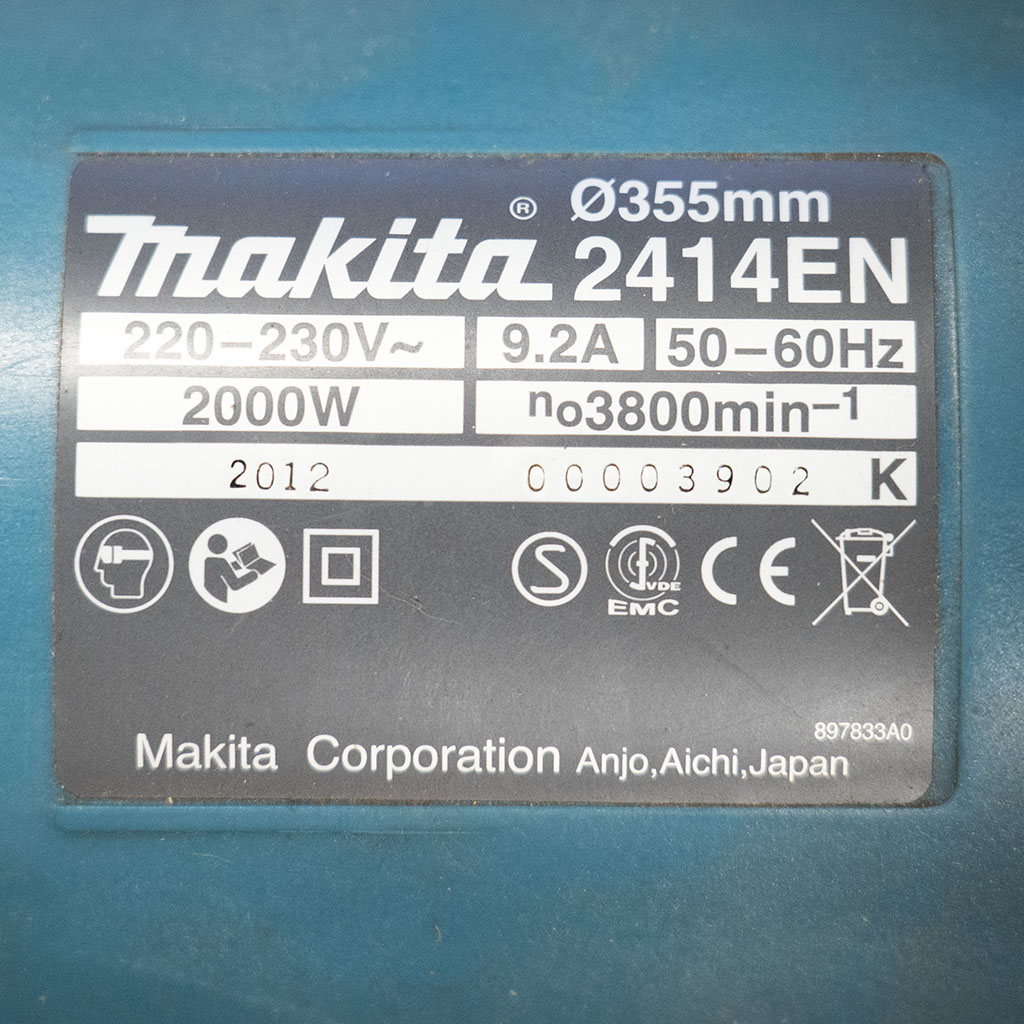 Ø355mm
makita® 2414EN
220–230V~ 9.2A 50–60Hz
2000W no3800min–1
2012 00003902 K
S VDE CE
EMC
897833A0
Makita Corporation Anjo,Aichi,Japan